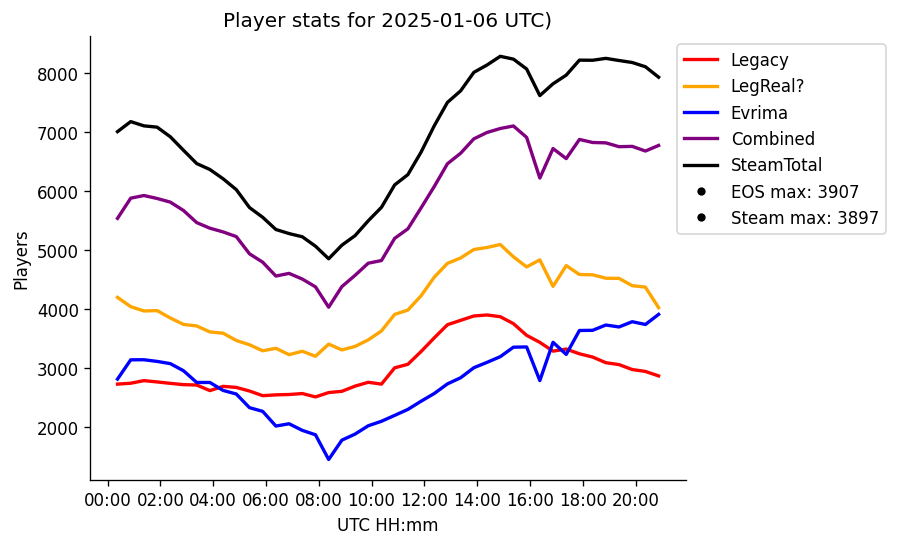 Player stats for 2025-01-06 UTC)
Legacy
LegReal?
Evrima
Combined
SteamTotal
EOS max: 3907
Steam max: 3897
Players
8000
7000
6000
5000
4000
3000
2000
00:00 02:00 04:00 06:00 08:00 10:00 12:00 14:00 16:00 18:00 20:00
UTC HH:mm